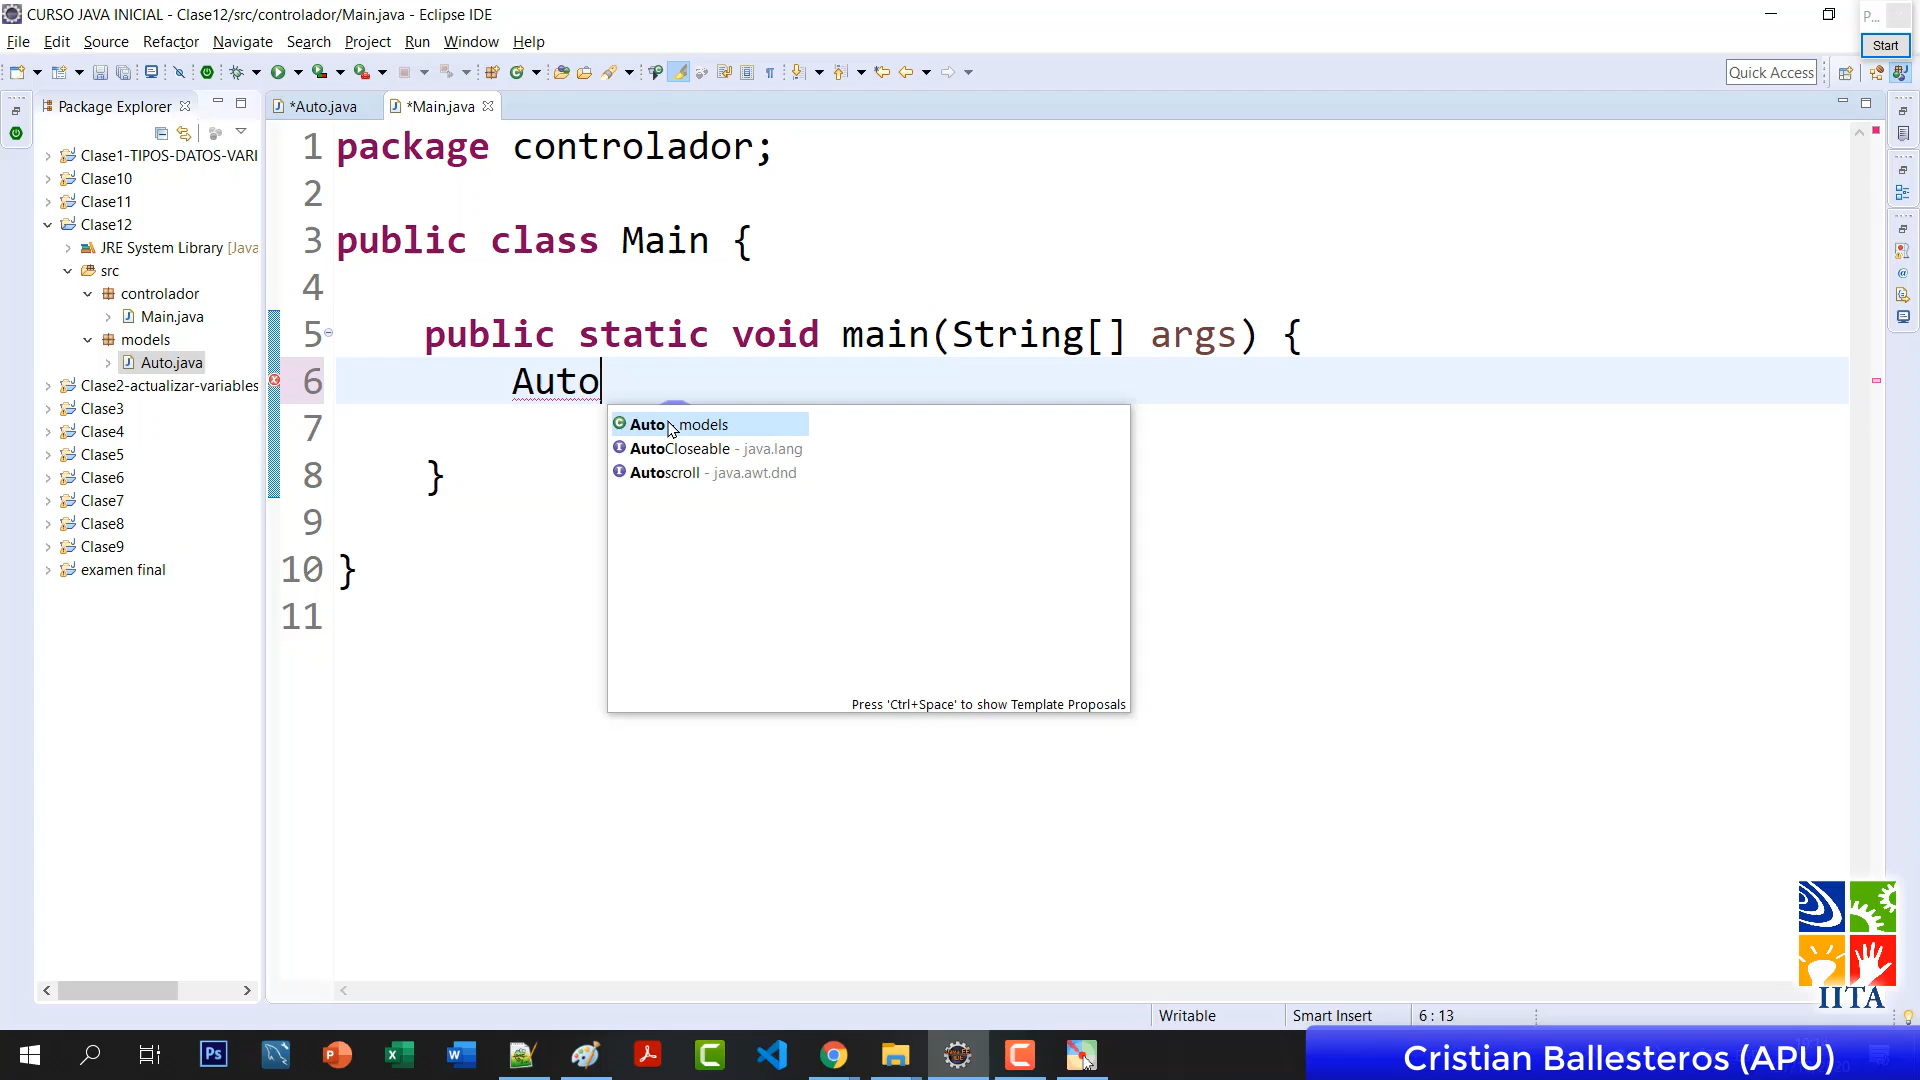 CURSO JAVA INICIAL - Clase12/src/controlador/Main.java - Eclipse IDE
P...
Start
File Edit Source Refactor Navigate Search Project Run Window Help
Quick Access
Package Explorer
*Auto.java
*Main.java
Clase1-TIPOS-DATOS-VARI
Clase10
Clase11
Clase12
JRE System Library [Java
src
controlador
Main.java
models
Auto.java
Clase2-actualizar-variables
Clase3
Clase4
Clase5
Clase6
Clase7
Clase8
Clase9
examen final
1 package controlador;
2
3 public class Main {
4
5 public static void main(String[] args) {
6 Auto
7
8 }
9
10 }
11
Auto models
AutoCloseable - java.lang
Autoscroll - java.awt.dnd
Press 'Ctrl+Space' to show Template Proposals
IITA
Writable
Smart Insert
6 : 13
Cristian Ballesteros (APU)